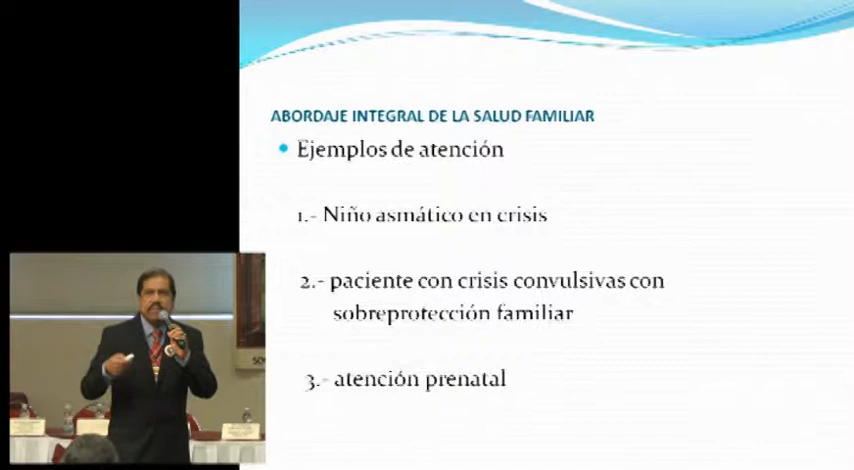 ABORDAJE INTEGRAL DE LA SALUD FAMILIAR
• Ejemplos de atención
1.- Niño asmático en crisis
2.- paciente con crisis convulsivas con
sobreprotección familiar
3.- atención prenatal